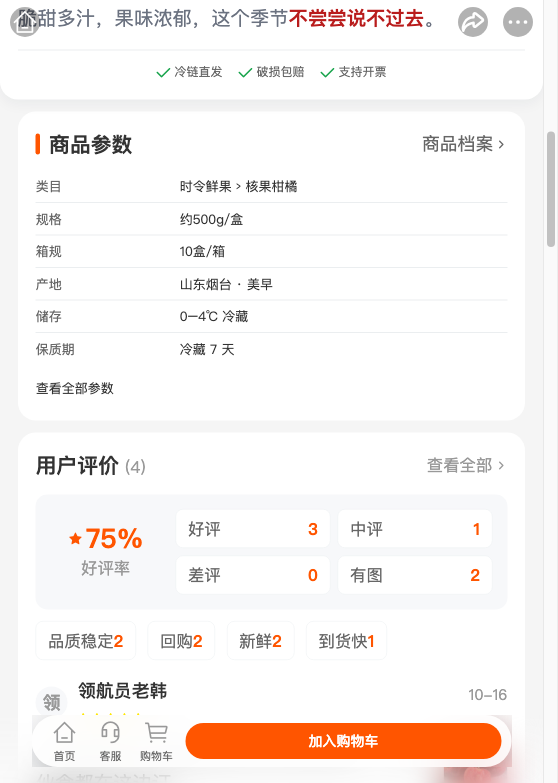 脆甜多汁，果味浓郁，这个季节不尝尝说不过去。
冷链直发 破损包赔 支持开票
商品参数 商品档案 >
类目 时令鲜果 > 核果柑橘
规格 约500g/盒
箱规 10盒/箱
产地 山东烟台 · 美早
储存 0—4℃ 冷藏
保质期 冷藏 7 天
查看全部参数
用户评价 (4) 查看全部 >
75%
好评率
好评 3 中评 1
差评 0 有图 2
品质稳定2 回购2 新鲜2 到货快1
领 领航员老韩 10-16
首页 客服 购物车 加入购物车